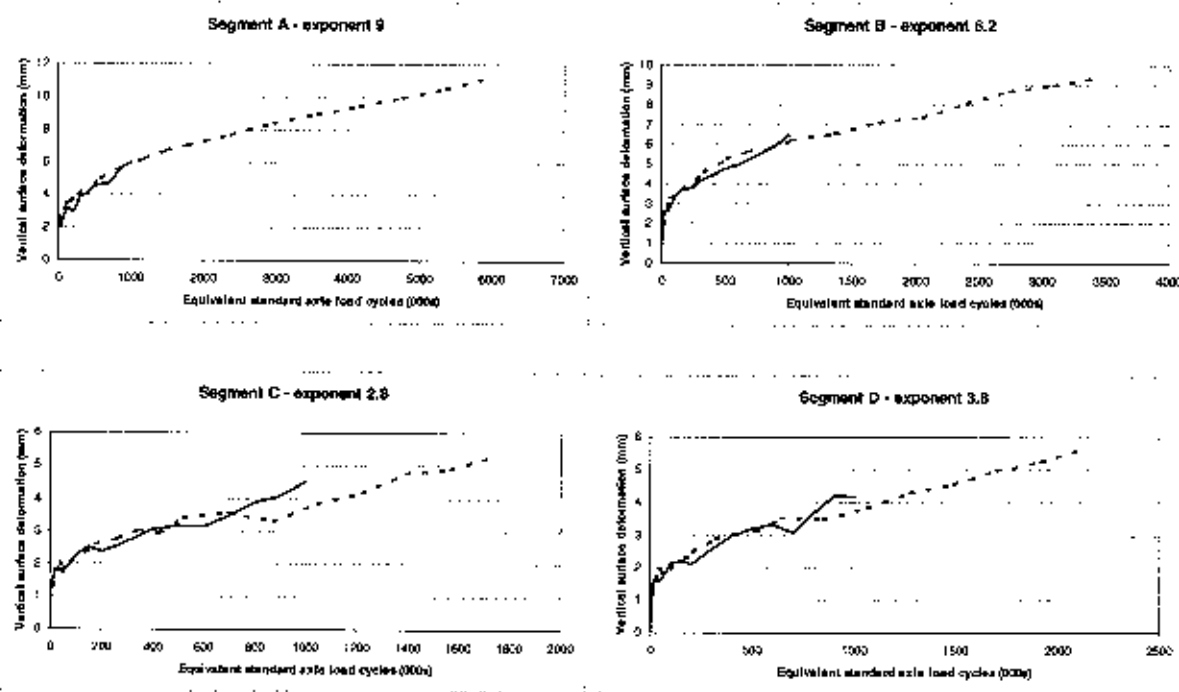 Segment A - exponent 9
Vertical surface deformation (mm)
12
10
8
6
4
2
0
0 1000 2000 3000 4000 5000 6000 7000
Equivalent standard axle load cycles (000s)
Segment B - exponent 6.2
Vertical surface deformation (mm)
10
9
8
7
6
5
4
3
2
1
0
0 500 1000 1500 2000 2500 3000 3500 4000
Equivalent standard axle load cycles (000s)
Segment C - exponent 2.8
Vertical surface deformation (mm)
6
5
4
3
2
1
0
0 200 400 600 800 1000 1200 1400 1600 1800 2000
Equivalent standard axle load cycles (000s)
Segment D - exponent 3.8
Vertical surface deformation (mm)
6
5
4
3
2
1
0
0 500 1000 1500 2000 2500
Equivalent standard axle load cycles (000s)